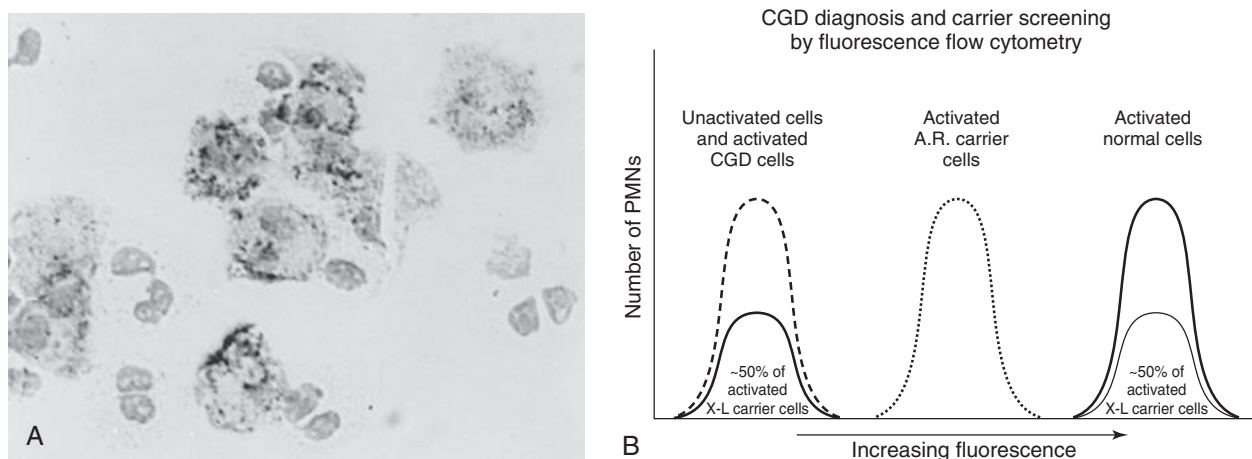 A
CGD diagnosis and carrier screening
by fluorescence flow cytometry
Number of PMNs
Unactivated cells
and activated
CGD cells
Activated
A.R. carrier
cells
Activated
normal cells
~50% of
activated
X-L carrier cells
~50% of
activated
X-L carrier cells
Increasing fluorescence
B